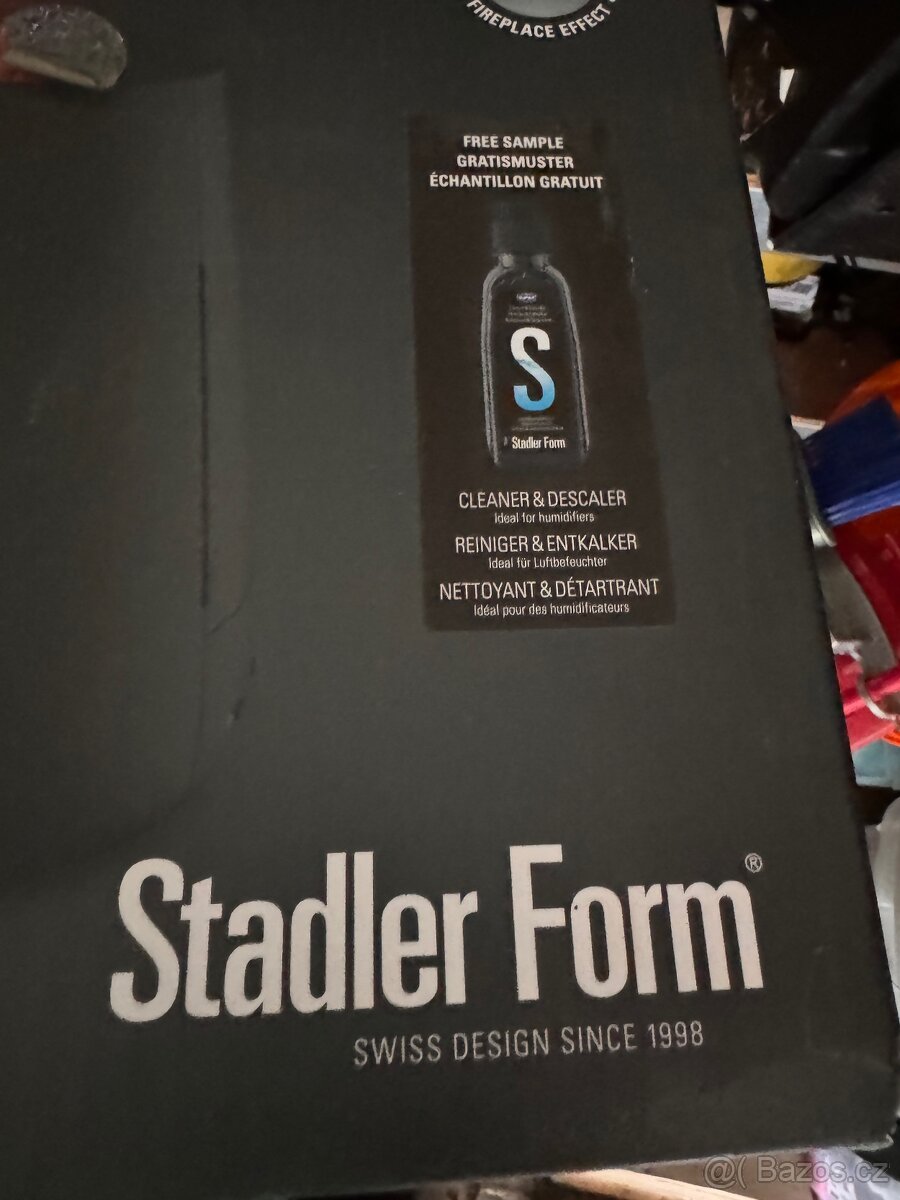 FIREPLACE EFFECT
FREE SAMPLE
GRATISMUSTER
ÉCHANTILLON GRATUIT
S
Stadler Form
CLEANER & DESCALER
Ideal for humidifiers
REINIGER & ENTKALKER
Ideal für Luftbefeuchter
NETTOYANT & DÉTARTRANT
Idéal pour des humidificateurs
Stadler Form®
SWISS DESIGN SINCE 1998
@( Bazos.cz